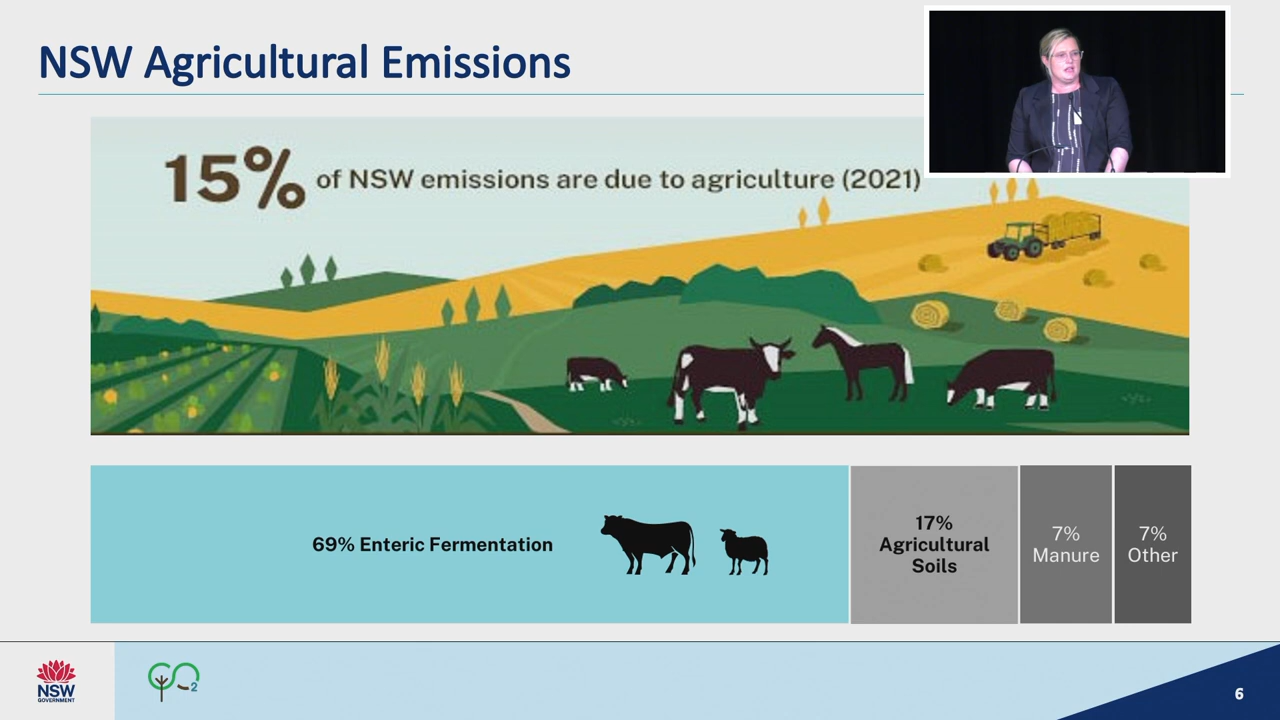 NSW Agricultural Emissions
15% of NSW emissions are due to agriculture (2021)
69% Enteric Fermentation
17%
Agricultural
Soils
7%
Manure
7%
Other
NSW
GOVERNMENT
CO2
6